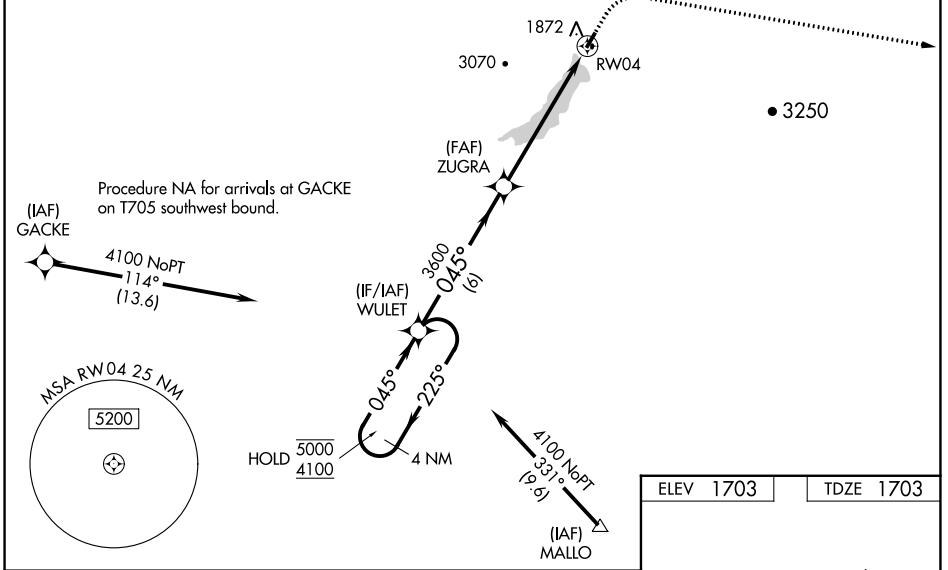 1872
RW04
3070
3250
(FAF)
ZUGRA
Procedure NA for arrivals at GACKE
on T705 southwest bound.
(IAF)
GACKE
4100 NoPT
114°
(13.6)
3600
045°
(6)
(IF/IAF)
WULET
045°
225°
MSA RW04 25 NM
5200
HOLD
5000
4100
4 NM
4100 NoPT
331°
(9.6)
(IAF)
MALLO
ELEV 1703
TDZE 1703